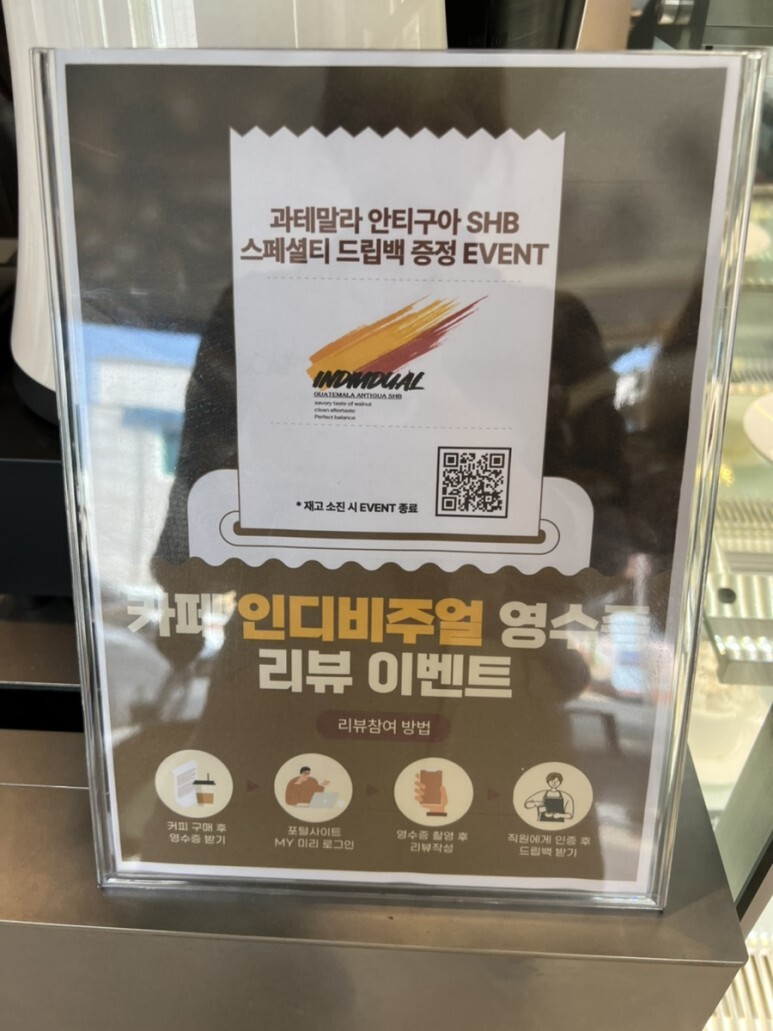 과테말라 안티구아 SHB
스페셜티 드립백 증정 EVENT
INDIVIDUAL
GUATEMALA ANTIGUA SHB
savory taste of walnut
clean aftertaste
Perfect balance
* 재고 소진 시 EVENT 종료
카페 인디비주얼 영수증
리뷰 이벤트
리뷰참여 방법
커피 구매 후
영수증 받기
포털사이트
MY 미리 로그인
영수증 촬영 후
리뷰작성
직원에게 인증 후
드립백 받기